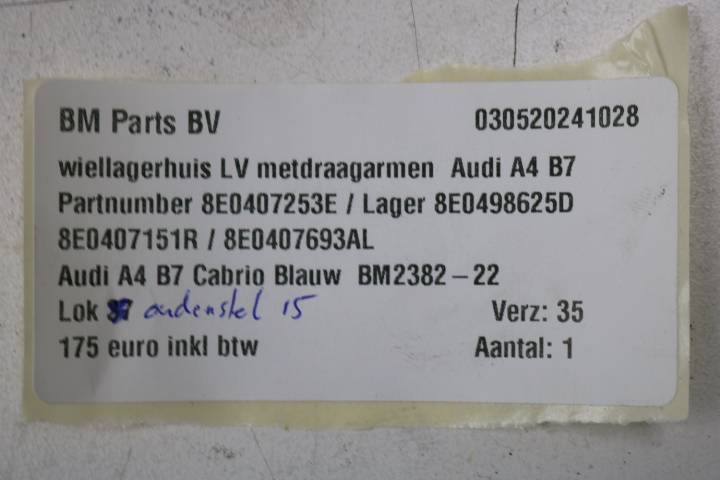 BM Parts BV 030520241028
wiellagerhuis LV metdraagarmen Audi A4 B7
Partnumber 8E0407253E / Lager 8E0498625D
8E0407151R / 8E0407693AL
Audi A4 B7 Cabrio Blauw BM2382-22
Lok onderstel 15 Verz: 35
175 euro inkl btw Aantal: 1